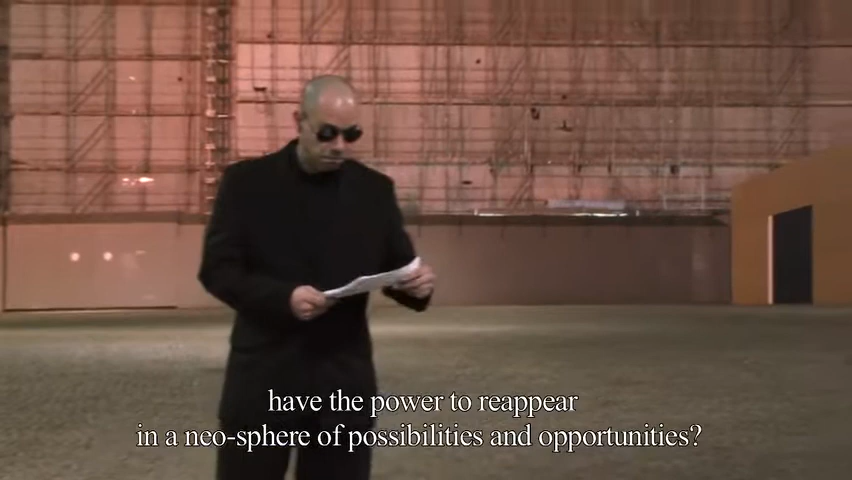 have the power to reappear
in a neo-sphere of possibilities and opportunities?